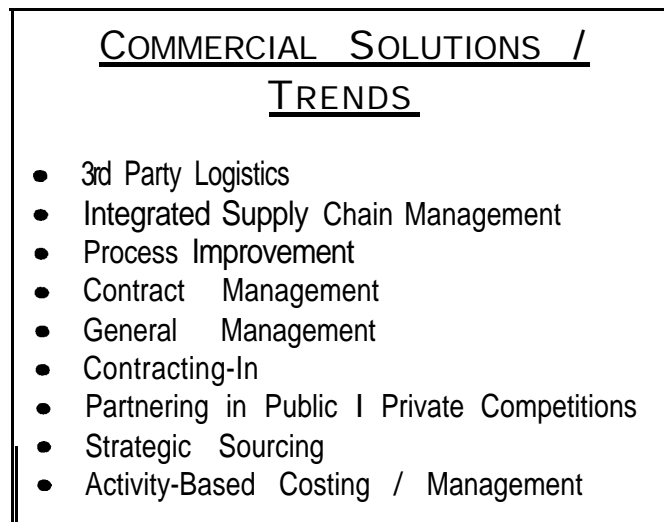 COMMERCIAL SOLUTIONS /
TRENDS
• 3rd Party Logistics
• Integrated Supply Chain Management
• Process Improvement
• Contract Management
• General Management
• Contracting-In
• Partnering in Public I Private Competitions
• Strategic Sourcing
• Activity-Based Costing / Management